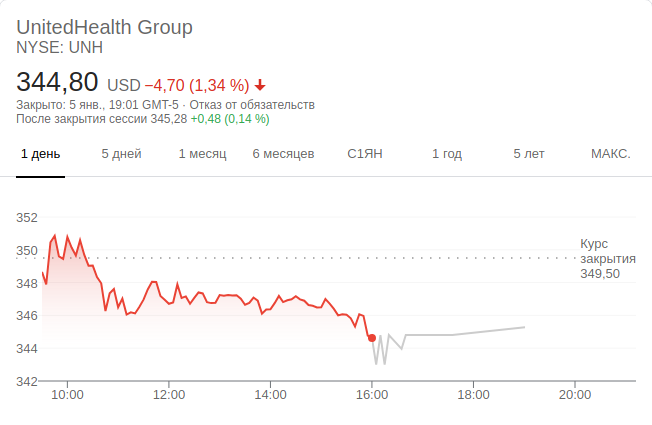 UnitedHealth Group
NYSE: UNH
344,80 USD −4,70 (1,34 %)
Закрыто: 5 янв., 19:01 GMT-5 · Отказ от обязательств
После закрытия сессии 345,28 +0,48 (0,14 %)
1 день 5 дней 1 месяц 6 месяцев С1ЯН 1 год 5 лет МАКС.
352
350
348
346
344
342
Курс
закрытия
349,50
10:00 12:00 14:00 16:00 18:00 20:00